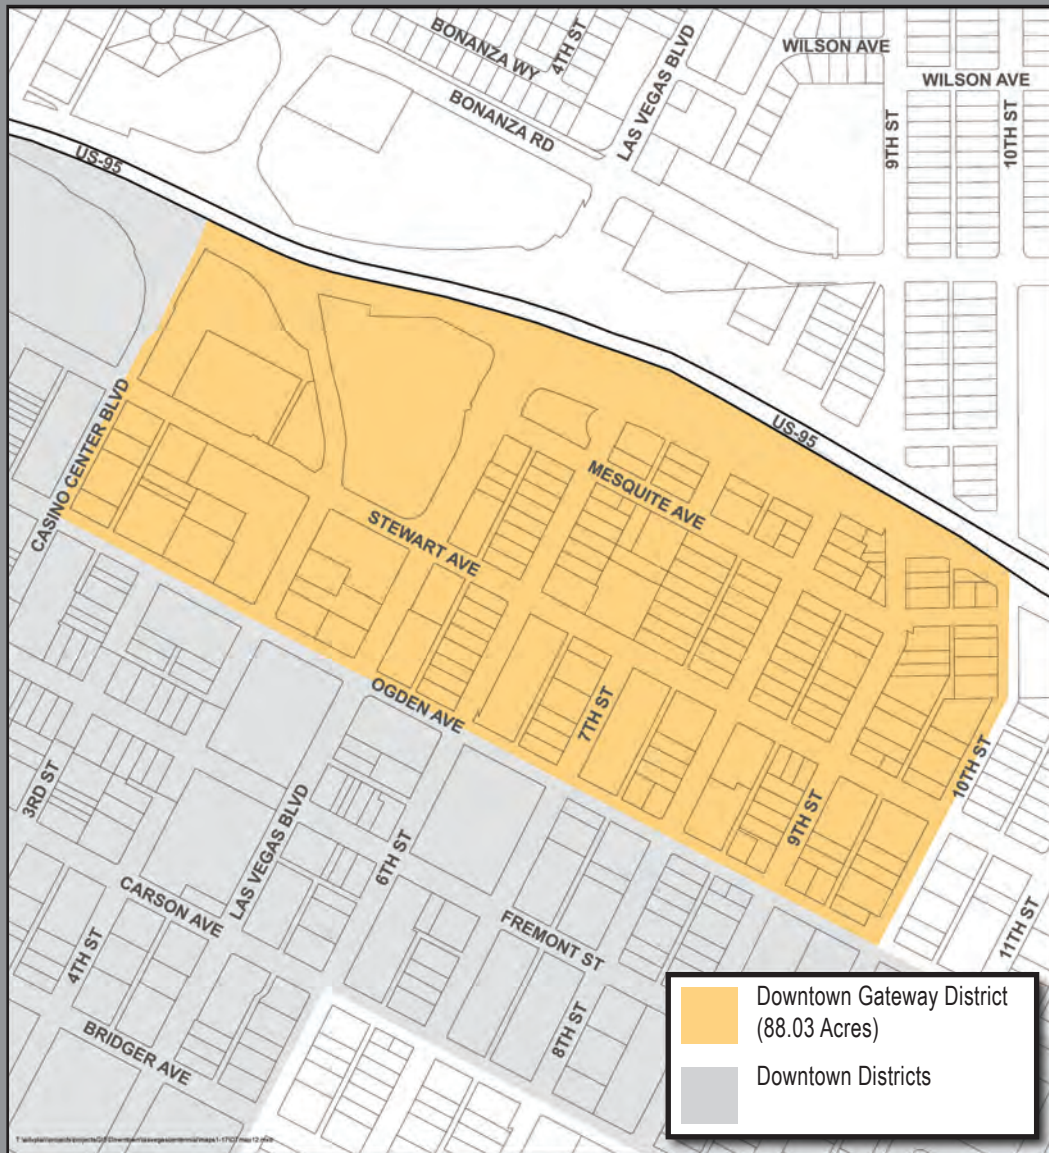 BONANZA WY
4TH ST
LAS VEGAS BLVD
WILSON AVE
WILSON AVE
BONANZA RD
9TH ST
10TH ST
US-95
CASINO CENTER BLVD
US-95
MESQUITE AVE
STEWART AVE
OGDEN AVE
7TH ST
10TH ST
9TH ST
3RD ST
LAS VEGAS BLVD
6TH ST
CARSON AVE
FREMONT ST
11TH ST
4TH ST
8TH ST
BRIDGER AVE
Downtown Gateway District
(88.03 Acres)
Downtown Districts